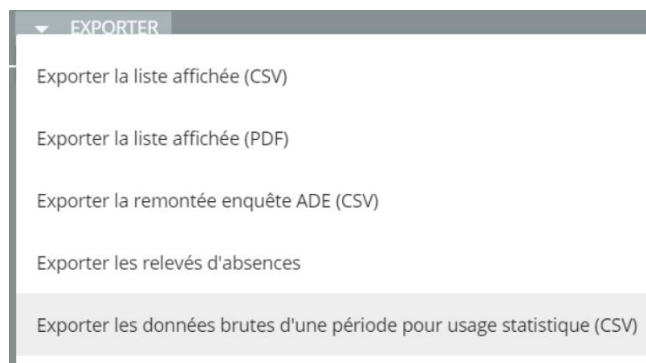 EXPORTER
Exporter la liste affichée (CSV)
Exporter la liste affichée (PDF)
Exporter la remontée enquête ADE (CSV)
Exporter les relevés d'absences
Exporter les données brutes d'une période pour usage statistique (CSV)